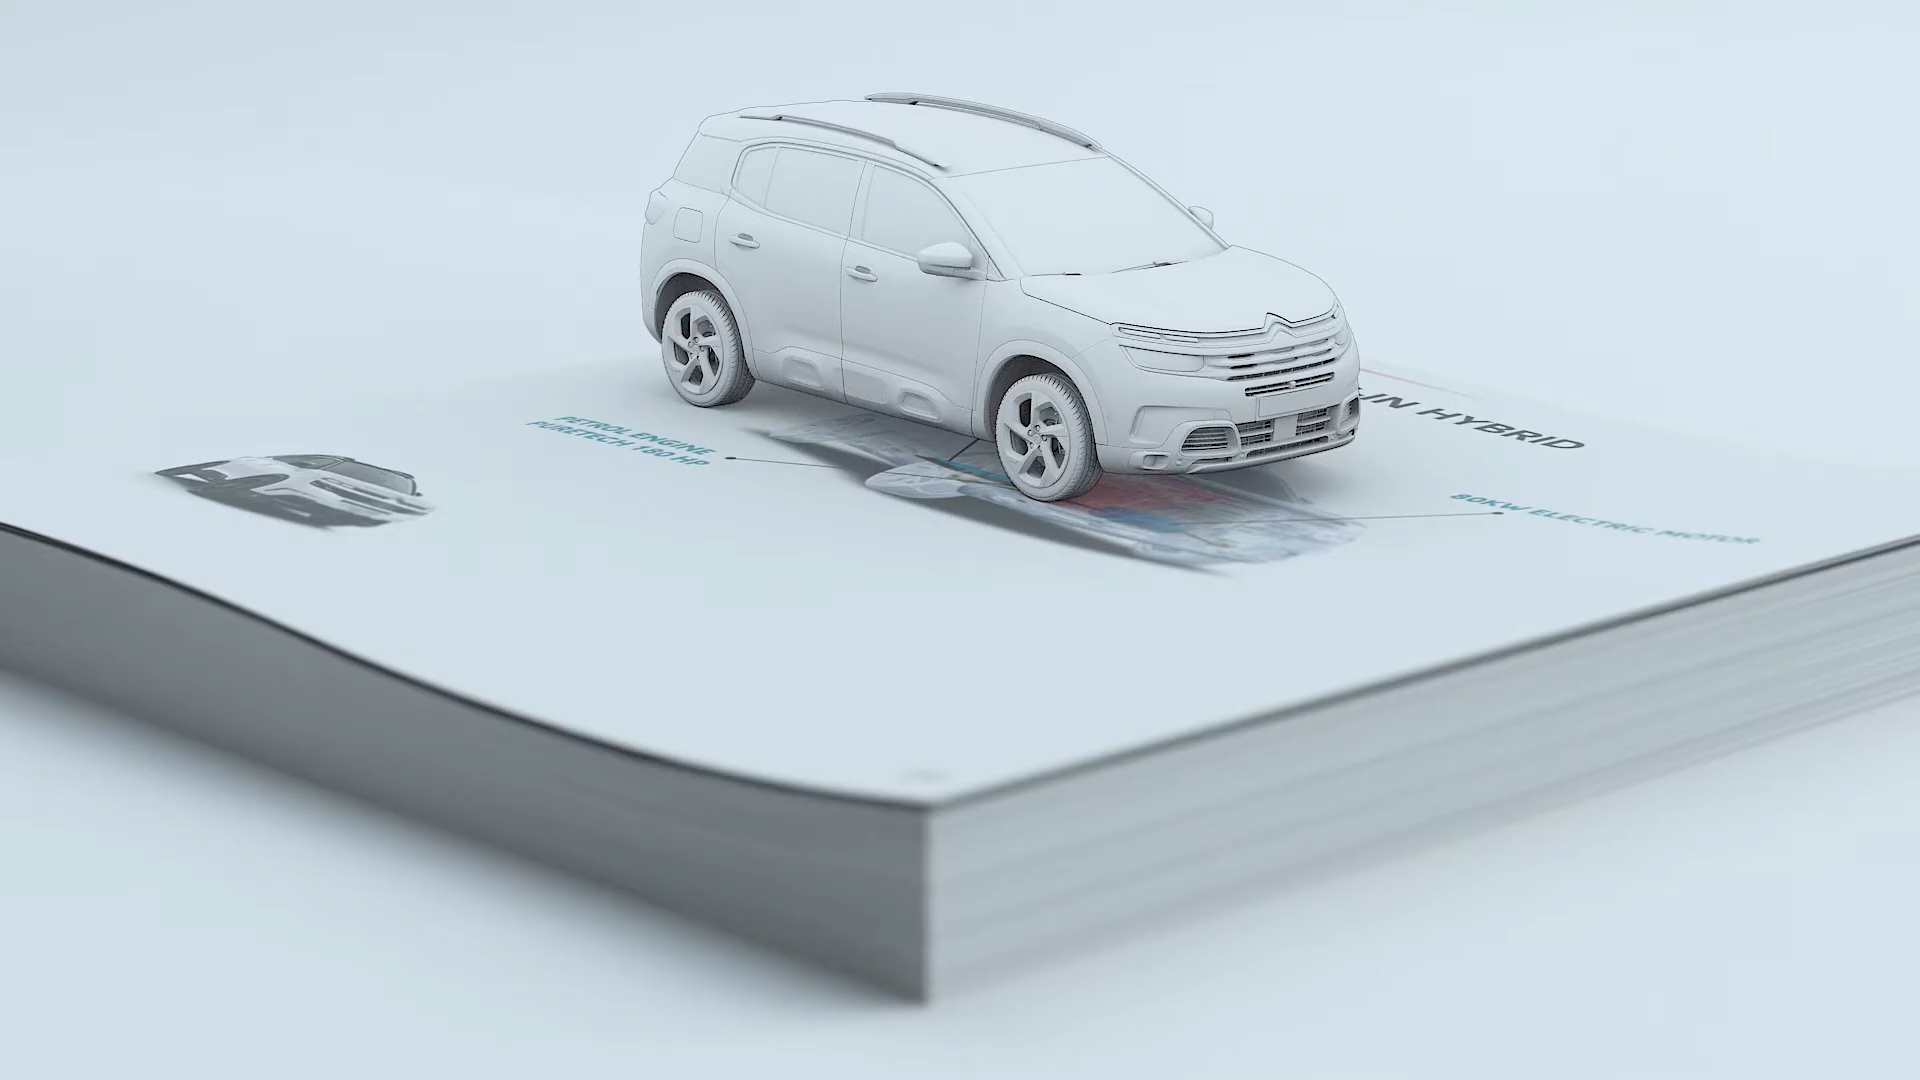 PETROL ENGINE
PURETECH 180 HP
HYBRID
80KW ELECTRIC MOTOR